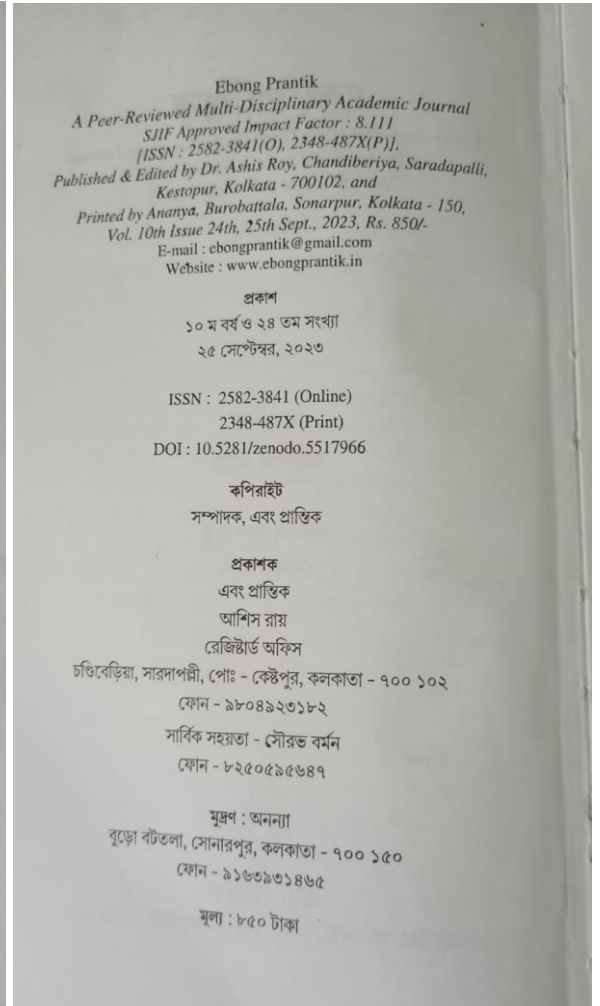 Ebong Prantik
A Peer-Reviewed Multi-Disciplinary Academic Journal
SJIF Approved Impact Factor : 8.111
[ISSN : 2582-3841(O), 2348-487X(P)],
Published & Edited by Dr. Ashis Roy, Chandiberiya, Saradapalli,
Kestopur, Kolkata - 700102, and
Printed by Ananya, Burobattala, Sonarpur, Kolkata - 150,
Vol. 10th Issue 24th, 25th Sept., 2023, Rs. 850/-
E-mail : ebongprantik@gmail.com
Website : www.ebongprantik.in
প্রকাশ
১০ ম বর্ষ ও ২৪ তম সংখ্যা
২৫ সেপ্টেম্বর, ২০২৩
ISSN : 2582-3841 (Online)
2348-487X (Print)
DOI : 10.5281/zenodo.5517966
কপিরাইট
সম্পাদক, এবং প্রান্তিক
প্রকাশক
এবং প্রান্তিক
আশিস রায়
রেজিষ্টার্ড অফিস
চণ্ডিবেড়িয়া, সারদাপল্লী, পোঃ - কেষ্টপুর, কলকাতা - ৭০০ ১০২
ফোন - ৯৮০৪৯২৩১৮২
সার্বিক সহয়তা - সৌরভ বর্মন
ফোন - ৮২৫০৫৯৫৬৪৭
মুদ্রণ : অনন্যা
বুড়ো বটতলা, সোনারপুর, কলকাতা - ৭০০ ১৫০
ফোন - ৯১৬৩৯৩১৪৬৫
মূল্য : ৮৫০ টাকা